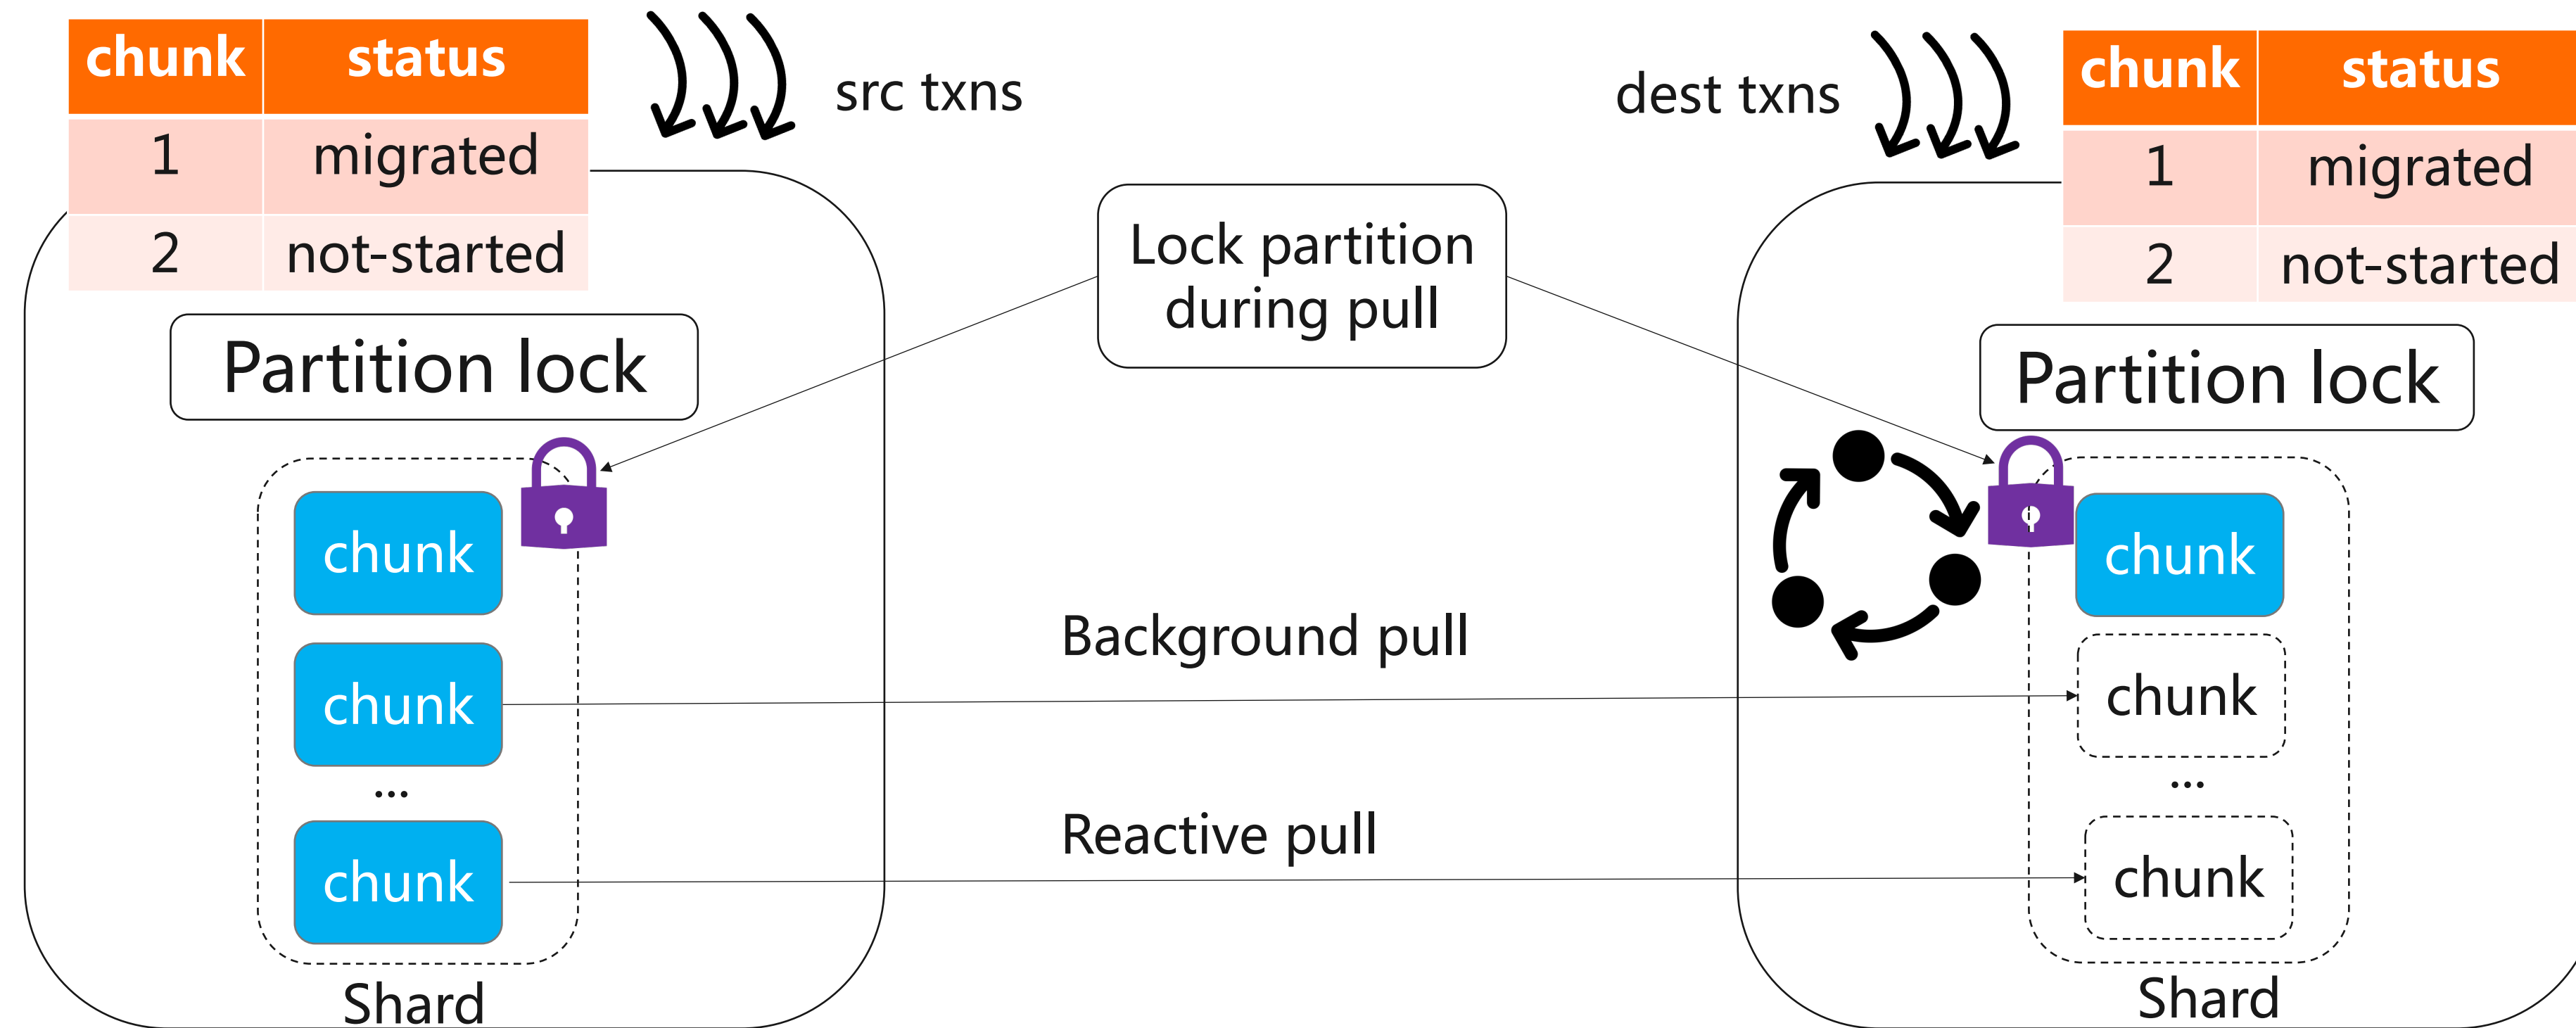 chunk status
1 migrated
2 not-started
src txns
dest txns
chunk status
1 migrated
2 not-started
Lock partition
during pull
Partition lock
Partition lock
chunk
chunk
...
chunk
Shard
Background pull
Reactive pull
chunk
chunk
...
chunk
Shard